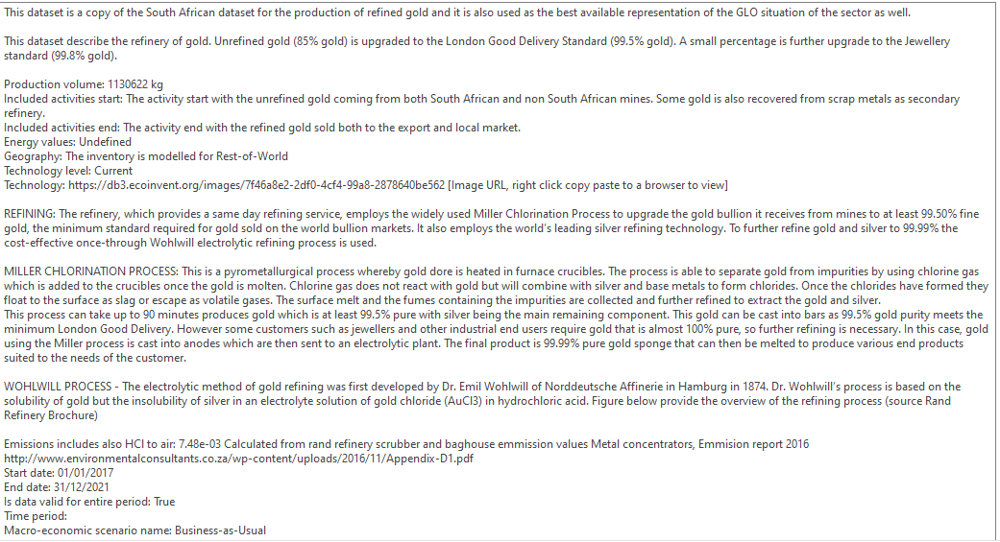 This dataset is a copy of the South African dataset for the production of refined gold and it is also used as the best available representation of the GLO situation of the sector as well.
This dataset describe the refinery of gold. Unrefined gold (85% gold) is upgraded to the London Good Delivery Standard (99.5% gold). A small percentage is further upgrade to the Jewellery
standard (99.8% gold).
Production volume: 1130622 kg
Included activities start: The activity start with the unrefined gold coming from both South African and non South African mines. Some gold is also recovered from scrap metals as secondary
refinery.
Included activities end: The activity end with the refined gold sold both to the export and local market.
Energy values: Undefined
Geography: The inventory is modelled for Rest-of-World
Technology level: Current
Technology: https://db3.ecoinvent.org/images/7f46a8e2-2df0-4cf4-99a8-2878640be562 [Image URL, right click copy paste to a browser to view]
REFINING: The refinery, which provides a same day refining service, employs the widely used Miller Chlorination Process to upgrade the gold bullion it receives from mines to at least 99.50% fine
gold, the minimum standard required for gold sold on the world bullion markets. It also employs the world's leading silver refining technology. To further refine gold and silver to 99.99% the
cost-effective once-through Wohlwill electrolytic refining process is used.
MILLER CHLORINATION PROCESS: This is a pyrometallurgical process whereby gold dore is heated in furnace crucibles. The process is able to separate gold from impurities by using chlorine gas
which is added to the crucibles once the gold is molten. Chlorine gas does not react with gold but will combine with silver and base metals to form chlorides. Once the chlorides have formed they
float to the surface as slag or escape as volatile gases. The surface melt and the fumes containing the impurities are collected and further refined to extract the gold and silver.
This process can take up to 90 minutes produces gold which is at least 99.5% pure with silver being the main remaining component. This gold can be cast into bars as 99.5% gold purity meets the
minimum London Good Delivery. However some customers such as jewellers and other industrial end users require gold that is almost 100% pure, so further refining is necessary. In this case, gold
using the Miller process is cast into anodes which are then sent to an electrolytic plant. The final product is 99.99% pure gold sponge that can then be melted to produce various end products
suited to the needs of the customer.
WOHLWILL PROCESS - The electrolytic method of gold refining was first developed by Dr. Emil Wohlwill of Norddeutsche Affinerie in Hamburg in 1874. Dr. Wohlwill's process is based on the
solubility of gold but the insolubility of silver in an electrolyte solution of gold chloride (AuCl3) in hydrochloric acid. Figure below provide the overview of the refining process (source Rand
Refinery Brochure)
Emissions includes also HCl to air: 7.48e-03 Calculated from rand refinery scrubber and baghouse emmission values Metal concentrators, Emmision report 2016
http://www.environmentalconsultants.co.za/wp-content/uploads/2016/11/Appendix-D1.pdf
Start date: 01/01/2017
End date: 31/12/2021
Is data valid for entire period: True
Time period:
Macro-economic scenario name: Business-as-Usual